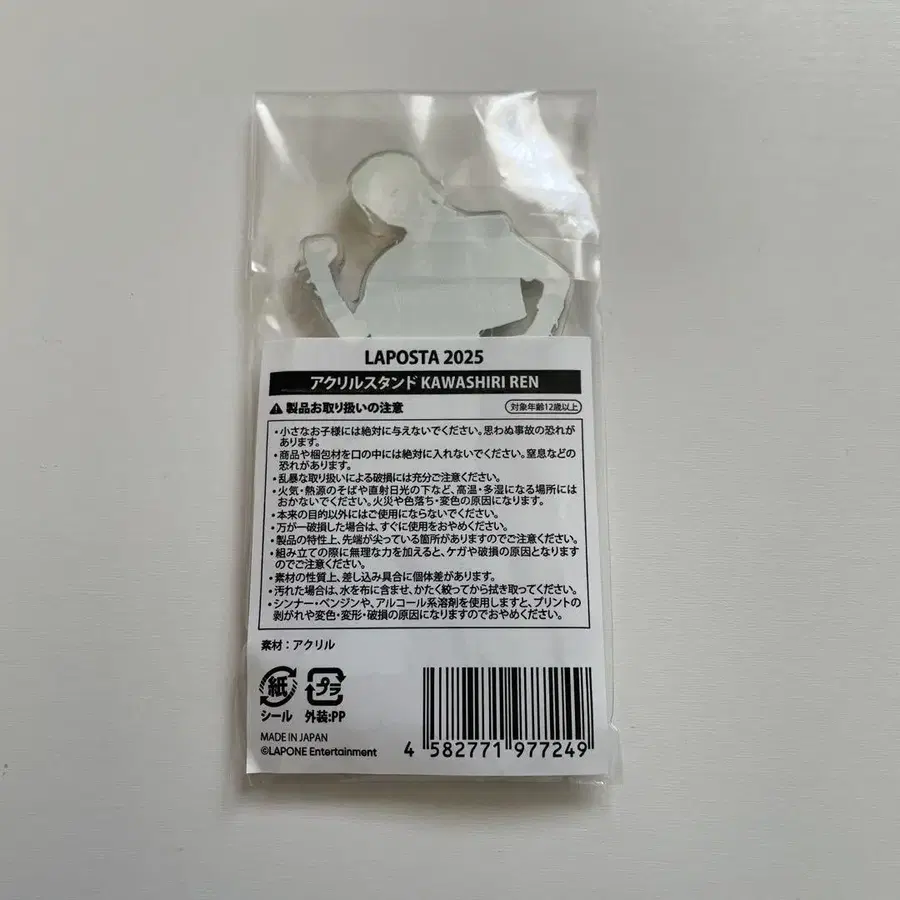 LAPOSTA 2025
アクリルスタンド KAWASHIRI REN
⚠ 製品お取り扱いの注意
対象年齢12歳以上
・小さなお子様には絶対に与えないでください。思わぬ事故の恐れが
あります。
・商品や梱包材を口の中には絶対に入れないでください。窒息などの
恐れがあります。
・乱暴な取り扱いによる破損には充分ご注意ください。
・火気・熱源のそばや直射日光の下など、高温・多湿になる場所には
おかないでください。火災や色落ち・変色の原因になります。
・本来の目的以外にはご使用にならないでください。
・万が一破損した場合は、すぐに使用をおやめください。
・製品の特性上、先端が尖っている箇所がありますのでご注意ください。
・組み立ての際に無理な力を加えると、ケガや破損の原因となります
のでご注意ください。
・素材の性質上、差し込み具合に個体差があります。
・汚れた場合は、水を布に含ませ、かたく絞ってから拭き取ってください。
・シンナー・ベンジンや、アルコール系溶剤を使用しますと、プリントの
剥がれや変色・変形・破損の原因になりますのでおやめください。
素材：アクリル
紙
プラ
シール
外装:PP
MADE IN JAPAN
©LAPONE Entertainment
4 582771 977249